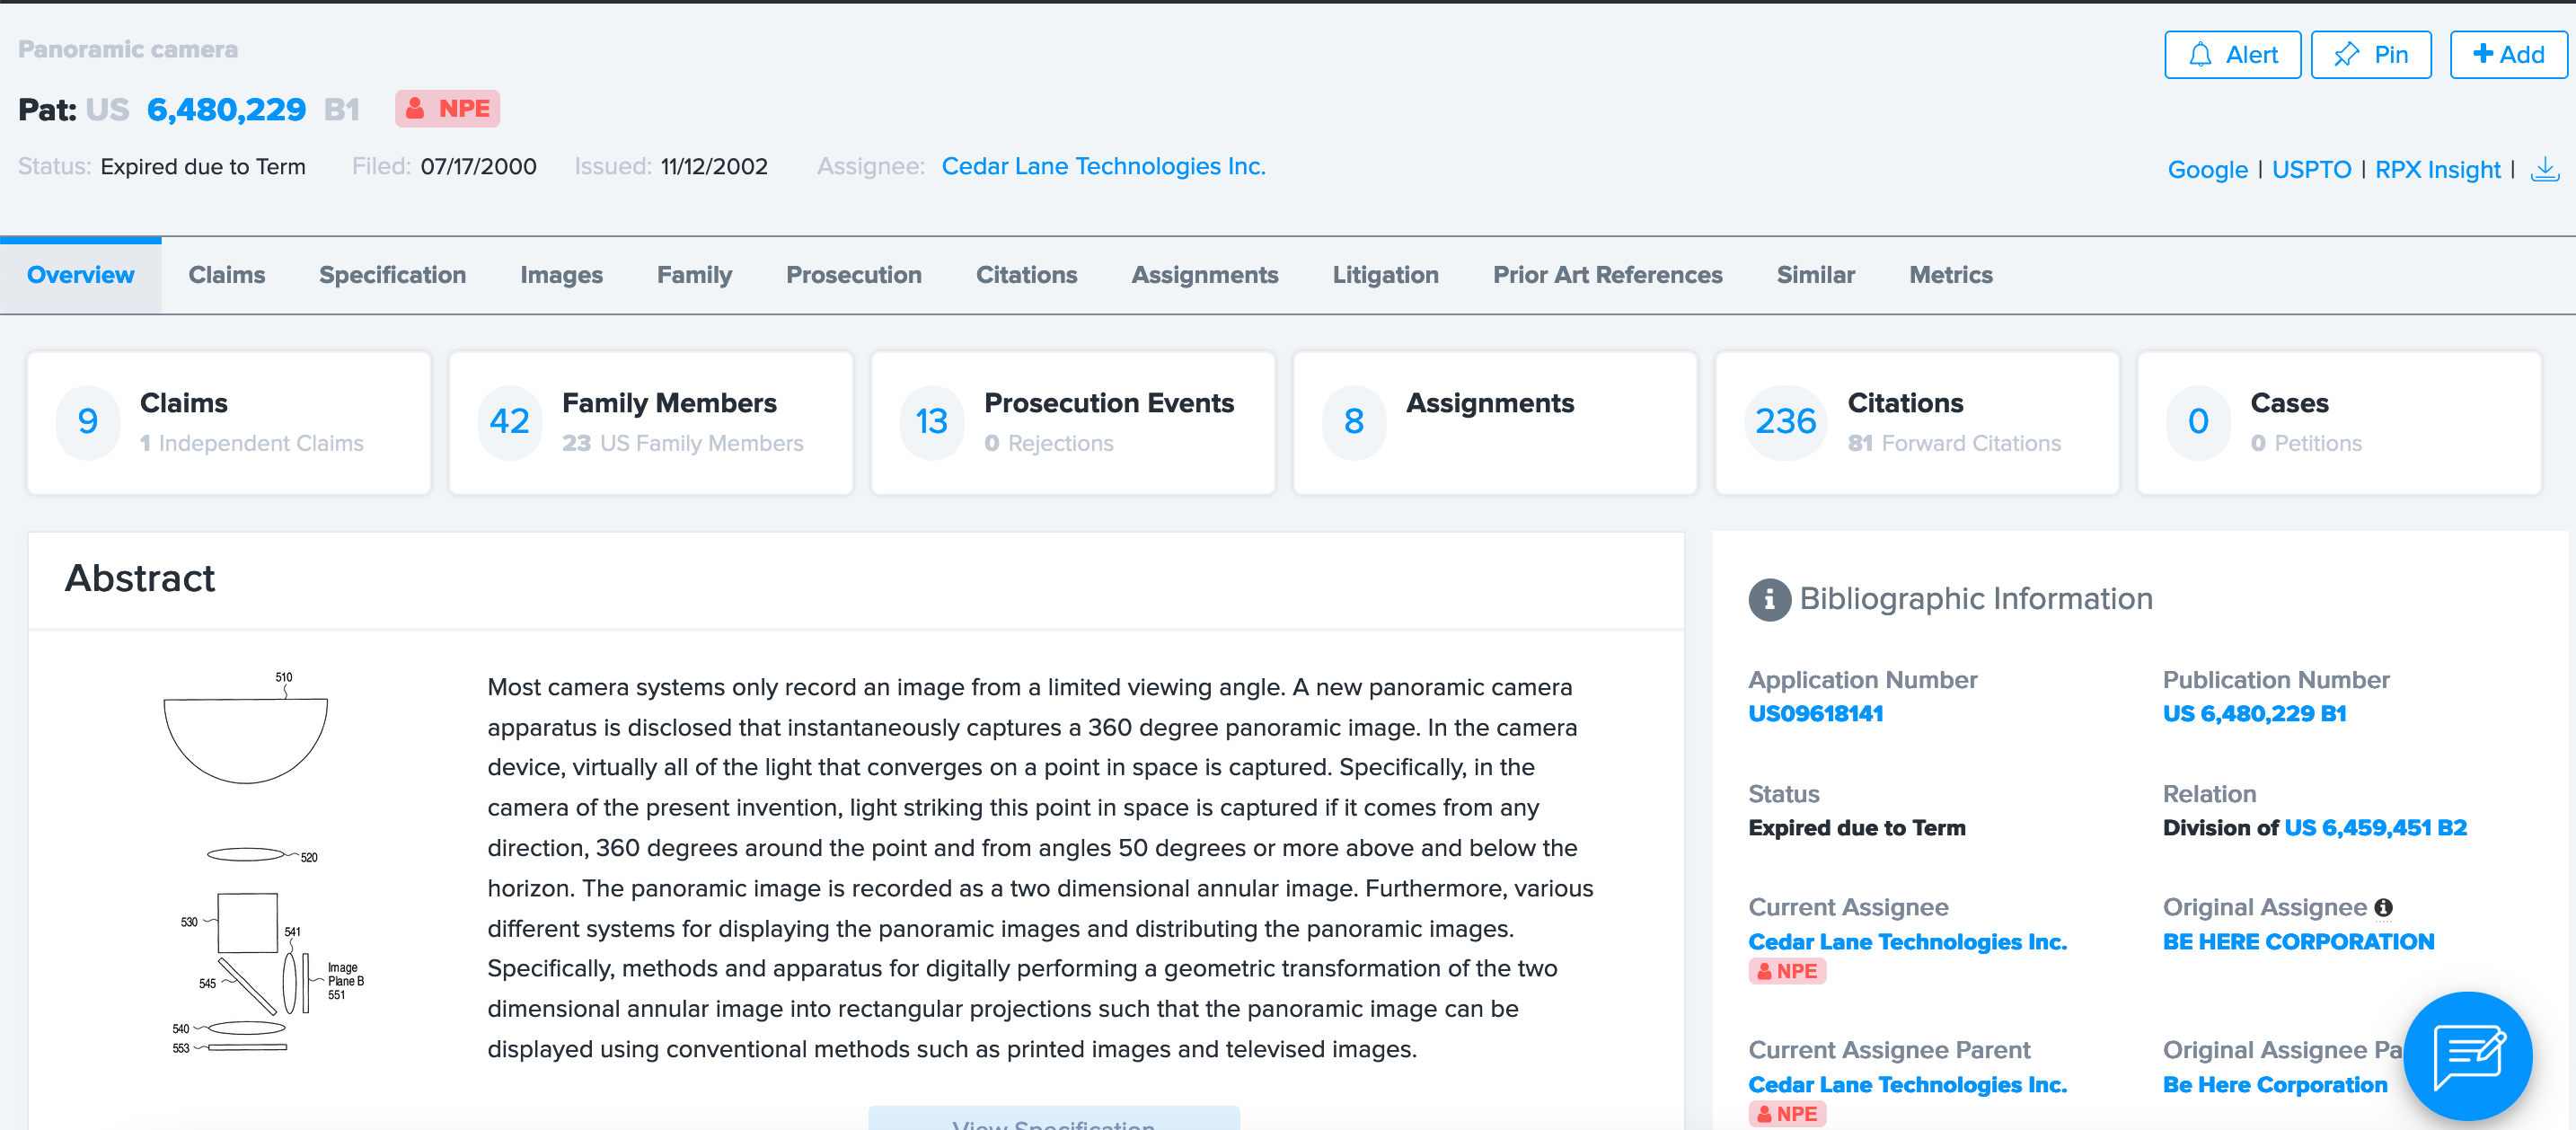 Panoramic camera
Alert
Pin
Add
Pat: US 6,480,229 B1 NPE
Status: Expired due to Term Filed: 07/17/2000 Issued: 11/12/2002 Assignee: Cedar Lane Technologies Inc.
Google | USPTO | RPX Insight |
Overview Claims Specification Images Family Prosecution Citations Assignments Litigation Prior Art References Similar Metrics
9 Claims
1 Independent Claims
42 Family Members
23 US Family Members
13 Prosecution Events
0 Rejections
8 Assignments
236 Citations
81 Forward Citations
0 Cases
0 Petitions
Abstract
510
520
530
541
545
Image
Plane B
551
540
553
Most camera systems only record an image from a limited viewing angle. A new panoramic camera
apparatus is disclosed that instantaneously captures a 360 degree panoramic image. In the camera
device, virtually all of the light that converges on a point in space is captured. Specifically, in the
camera of the present invention, light striking this point in space is captured if it comes from any
direction, 360 degrees around the point and from angles 50 degrees or more above and below the
horizon. The panoramic image is recorded as a two dimensional annular image. Furthermore, various
different systems for displaying the panoramic images and distributing the panoramic images.
Specifically, methods and apparatus for digitally performing a geometric transformation of the two
dimensional annular image into rectangular projections such that the panoramic image can be
displayed using conventional methods such as printed images and televised images.
View Specification
Bibliographic Information
Application Number
US09618141
Publication Number
US 6,480,229 B1
Status
Expired due to Term
Relation
Division of US 6,459,451 B2
Current Assignee
Cedar Lane Technologies Inc.
NPE
Original Assignee
BE HERE CORPORATION
Current Assignee Parent
Cedar Lane Technologies Inc.
NPE
Original Assignee Pa
Be Here Corporation